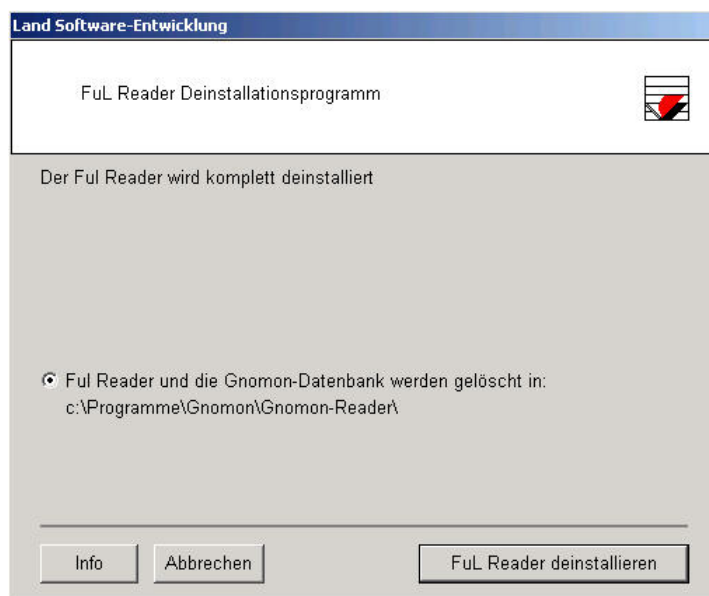 Land Software-Entwicklung
FuL Reader Deinstallationsprogramm
Der Ful Reader wird komplett deinstalliert
Ful Reader und die Gnomon-Datenbank werden gelöscht in:
c:\Programme\Gnomon\Gnomon-Reader\
Info
Abbrechen
FuL Reader deinstallieren